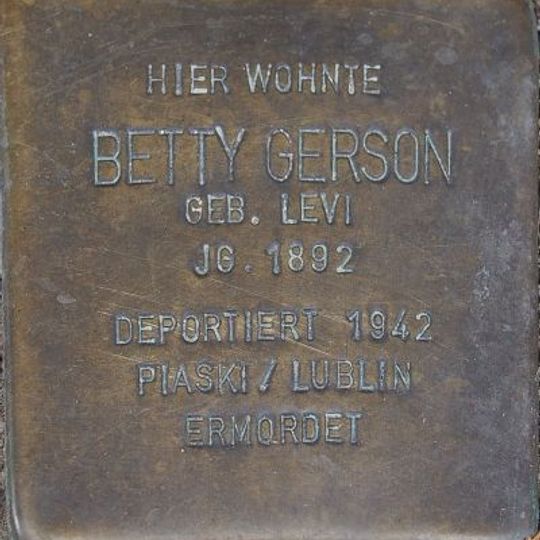 HIER WOHNTE
BETTY GERSON
GEB. LEVI
JG. 1892
DEPORTIERT 1942
PIASKI / LUBLIN
ERMORDET